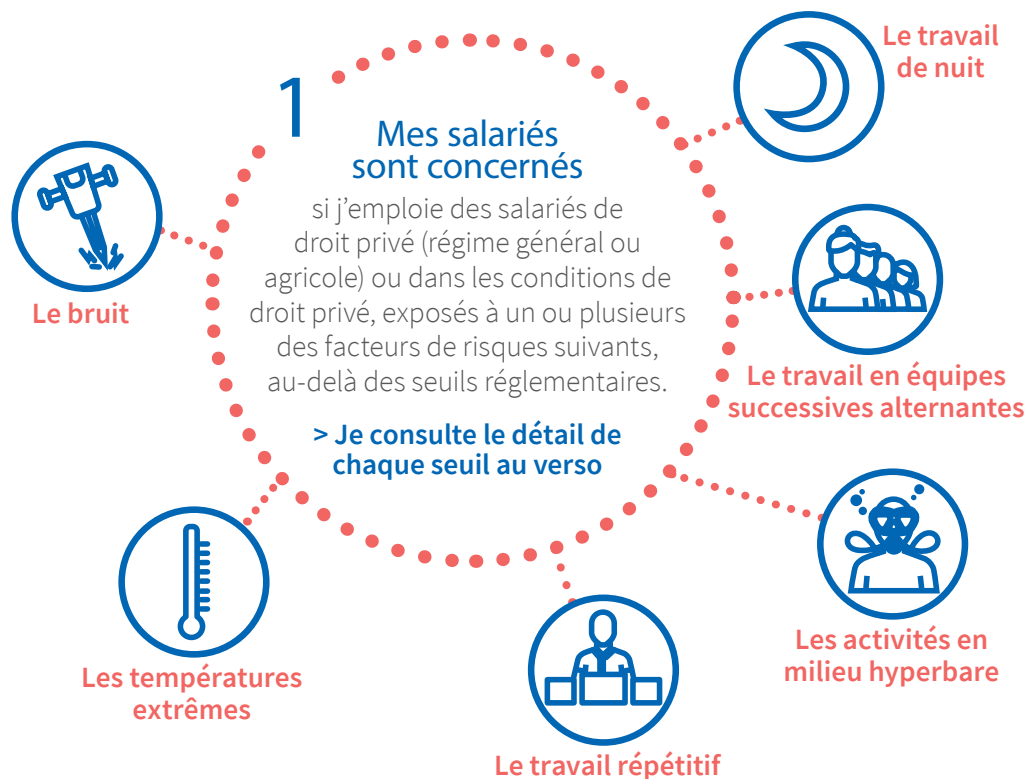 1
Mes salariés
sont concernés
si j’emploie des salariés de
droit privé (régime général ou
agricole) ou dans les conditions de
droit privé, exposés à un ou plusieurs
des facteurs de risques suivants,
au-delà des seuils réglementaires.
> Je consulte le détail de
chaque seuil au verso
Le travail
de nuit
Le travail en équipes
successives alternantes
Les activités en
milieu hyperbare
Le travail répétitif
Les températures
extrêmes
Le bruit